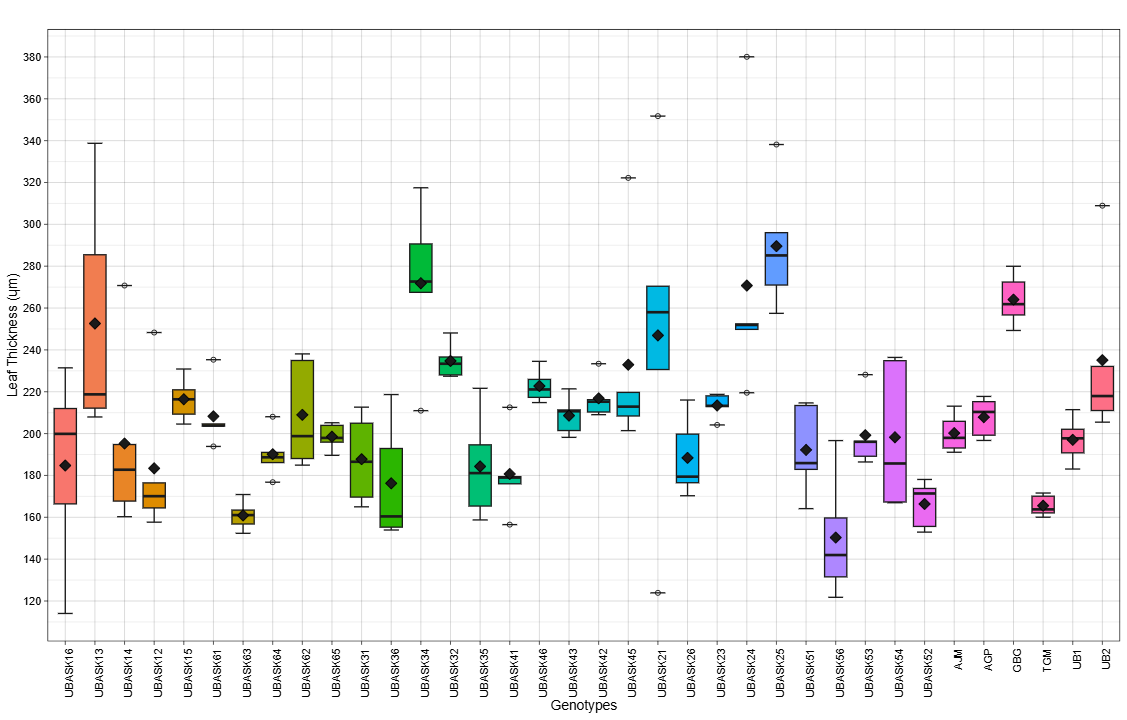 Leaf Thickness (ųm)
380
360
340
320
300
280
260
240
220
200
180
160
140
120
UBASK16
UBASK13
UBASK14
UBASK12
UBASK15
UBASK61
UBASK63
UBASK64
UBASK62
UBASK65
UBASK31
UBASK36
UBASK34
UBASK32
UBASK35
UBASK41
UBASK46
UBASK43
UBASK42
UBASK45
UBASK21
UBASK26
UBASK23
UBASK24
UBASK25
UBASK51
UBASK56
UBASK53
UBASK54
UBASK52
AJM
AGP
GBG
TGM
UB1
UB2
Genotypes